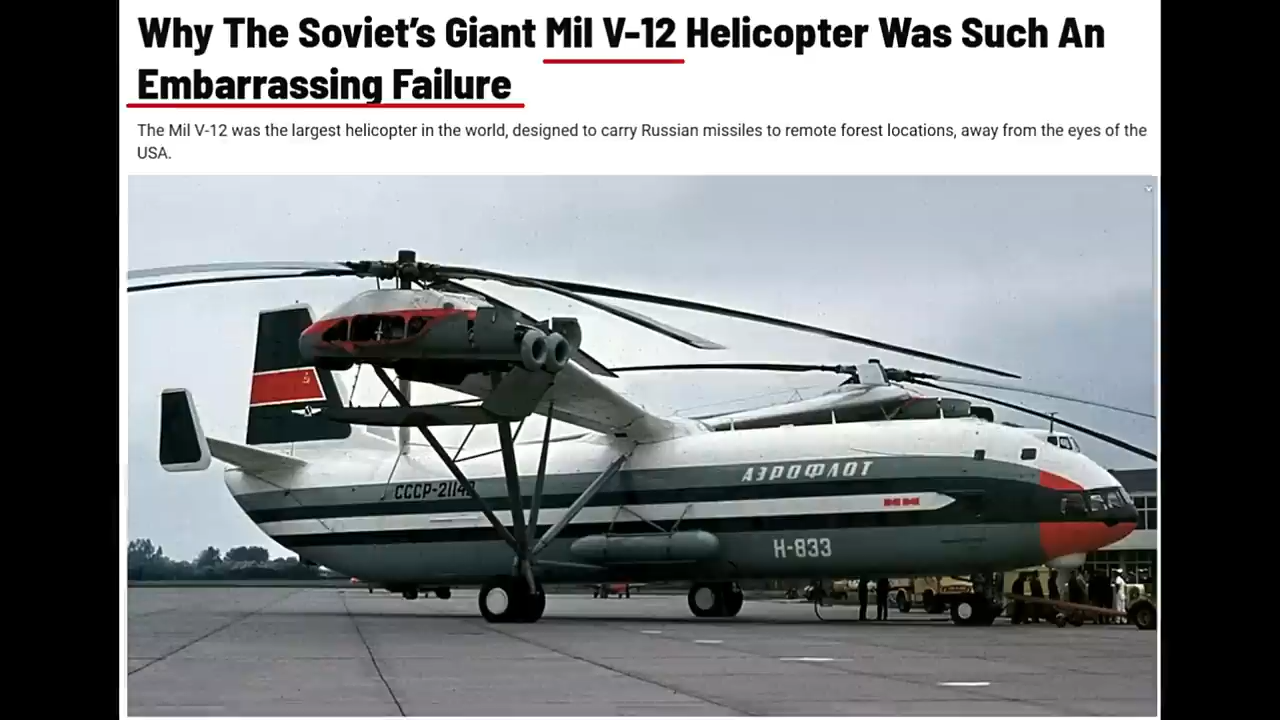 Why The Soviet's Giant Mil V-12 Helicopter Was Such An
Embarrassing Failure
The Mil V-12 was the largest helicopter in the world, designed to carry Russian missiles to remote forest locations, away from the eyes of the
USA.
АЭРОФЛОТ
СССР-21142
Н-833